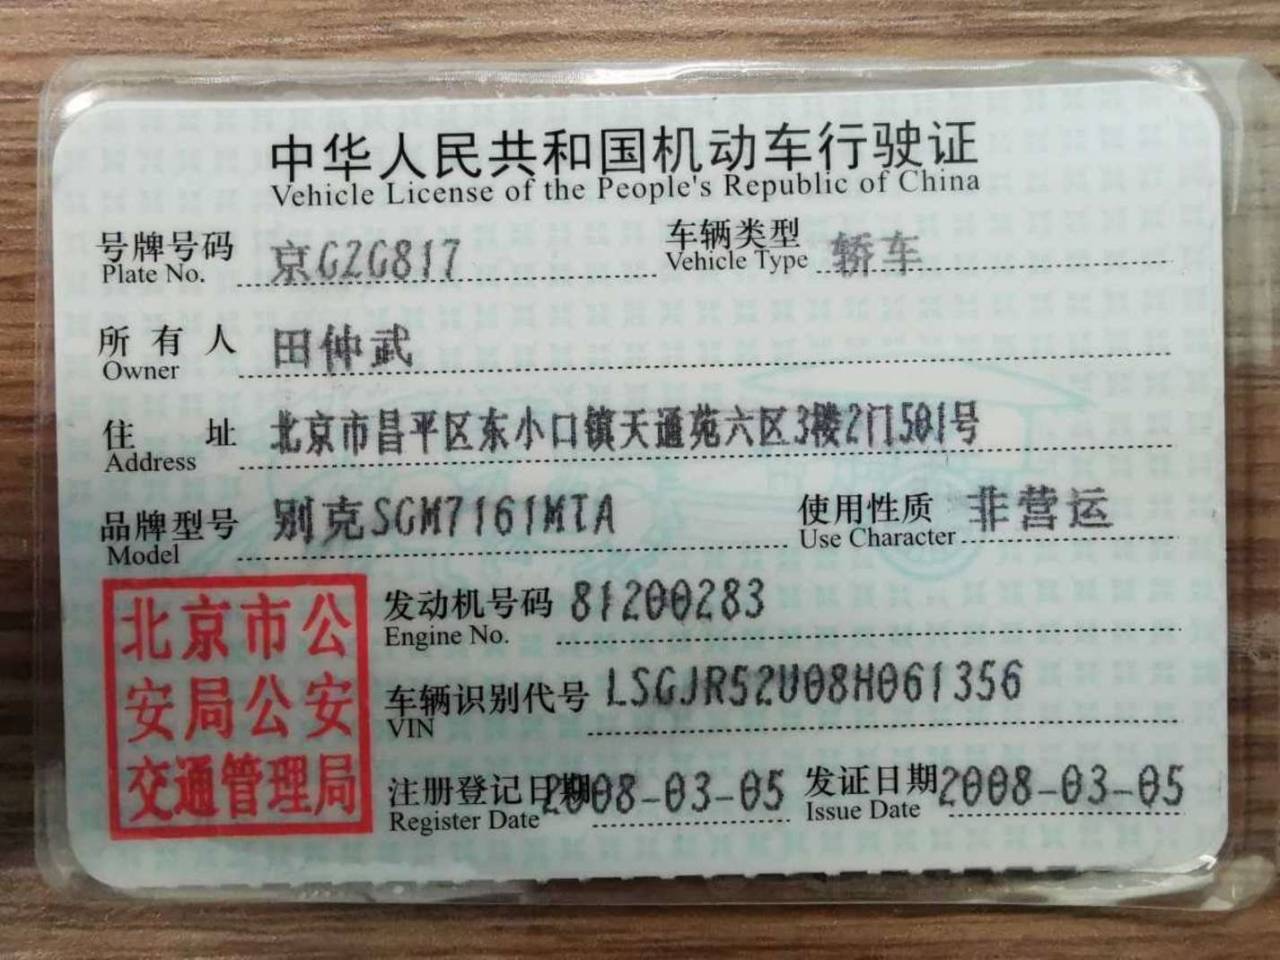 中华人民共和国机动车行驶证
Vehicle License of the People's Republic of China
号牌号码 京GZG817 车辆类型 轿车
Plate No. Vehicle Type
所有人 田仲武
Owner
住址 北京市昌平区东小口镇天通苑六区3楼2门501号
Address
品牌型号 别克SGM7161MTA 使用性质 非营运
Model Use Character
北京市公
安局公安
交通管理局
发动机号码 81200283
Engine No.
车辆识别代号 LSGJR52U08H061356
VIN
注册登记日期 2008-03-05 发证日期 2008-03-05
Register Date Issue Date